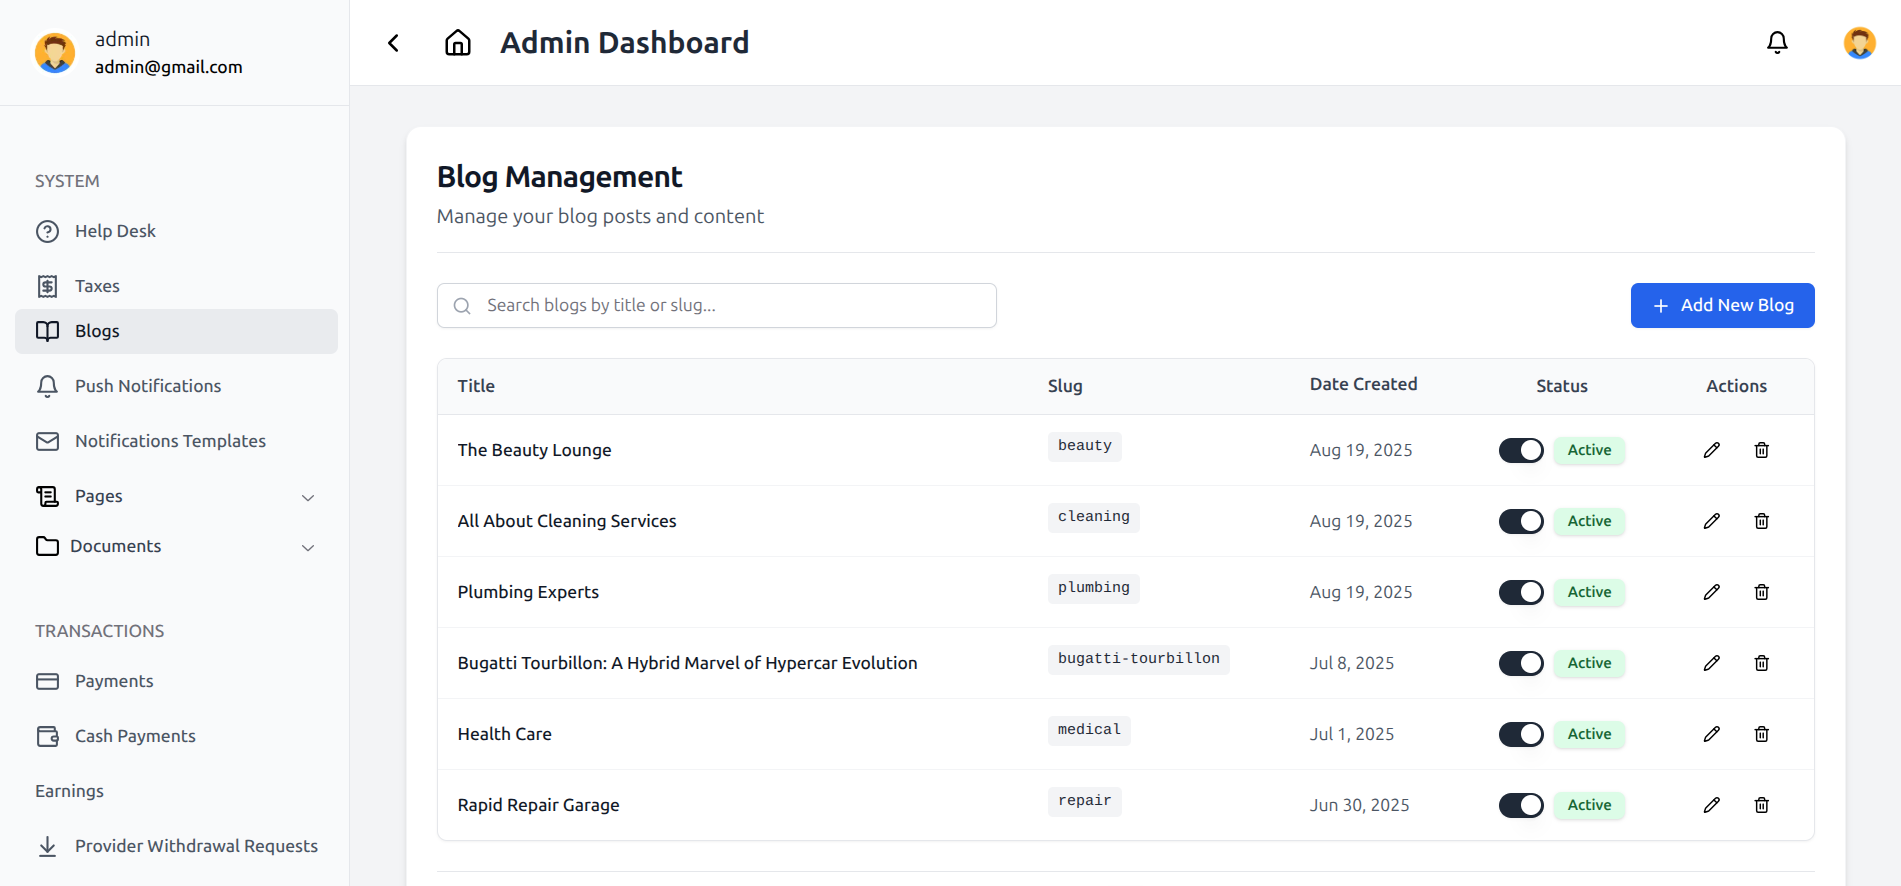 admin
admin@gmail.com
Admin Dashboard
SYSTEM
Help Desk
Taxes
Blogs
Push Notifications
Notifications Templates
Pages
Documents
TRANSACTIONS
Payments
Cash Payments
Earnings
Provider Withdrawal Requests
Blog Management
Manage your blog posts and content
Search blogs by title or slug...
Add New Blog
Title Slug Date Created Status Actions
The Beauty Lounge beauty Aug 19, 2025 Active
All About Cleaning Services cleaning Aug 19, 2025 Active
Plumbing Experts plumbing Aug 19, 2025 Active
Bugatti Tourbillon: A Hybrid Marvel of Hypercar Evolution bugatti-tourbillon Jul 8, 2025 Active
Health Care medical Jul 1, 2025 Active
Rapid Repair Garage repair Jun 30, 2025 Active